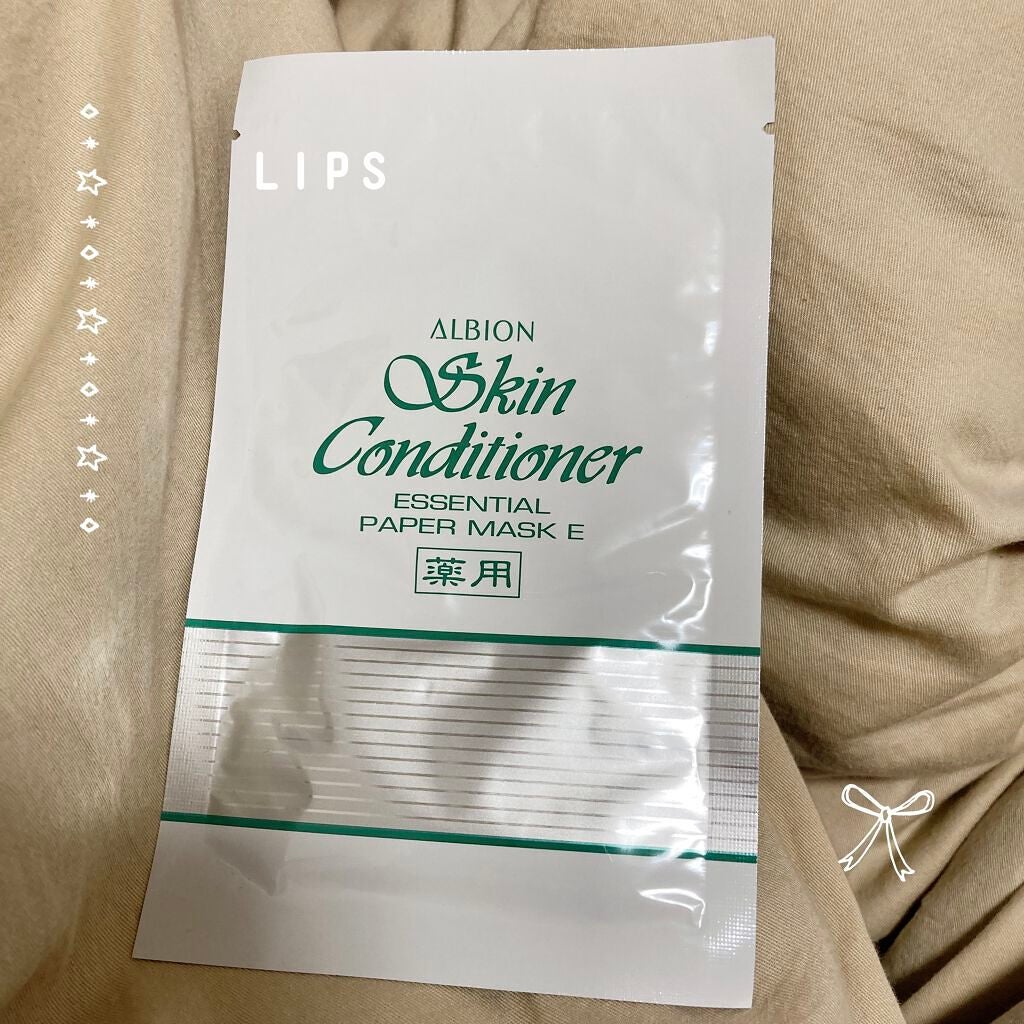 LIPS
ALBION
Skin
Conditioner
ESSENTIAL
PAPER MASK E
薬用